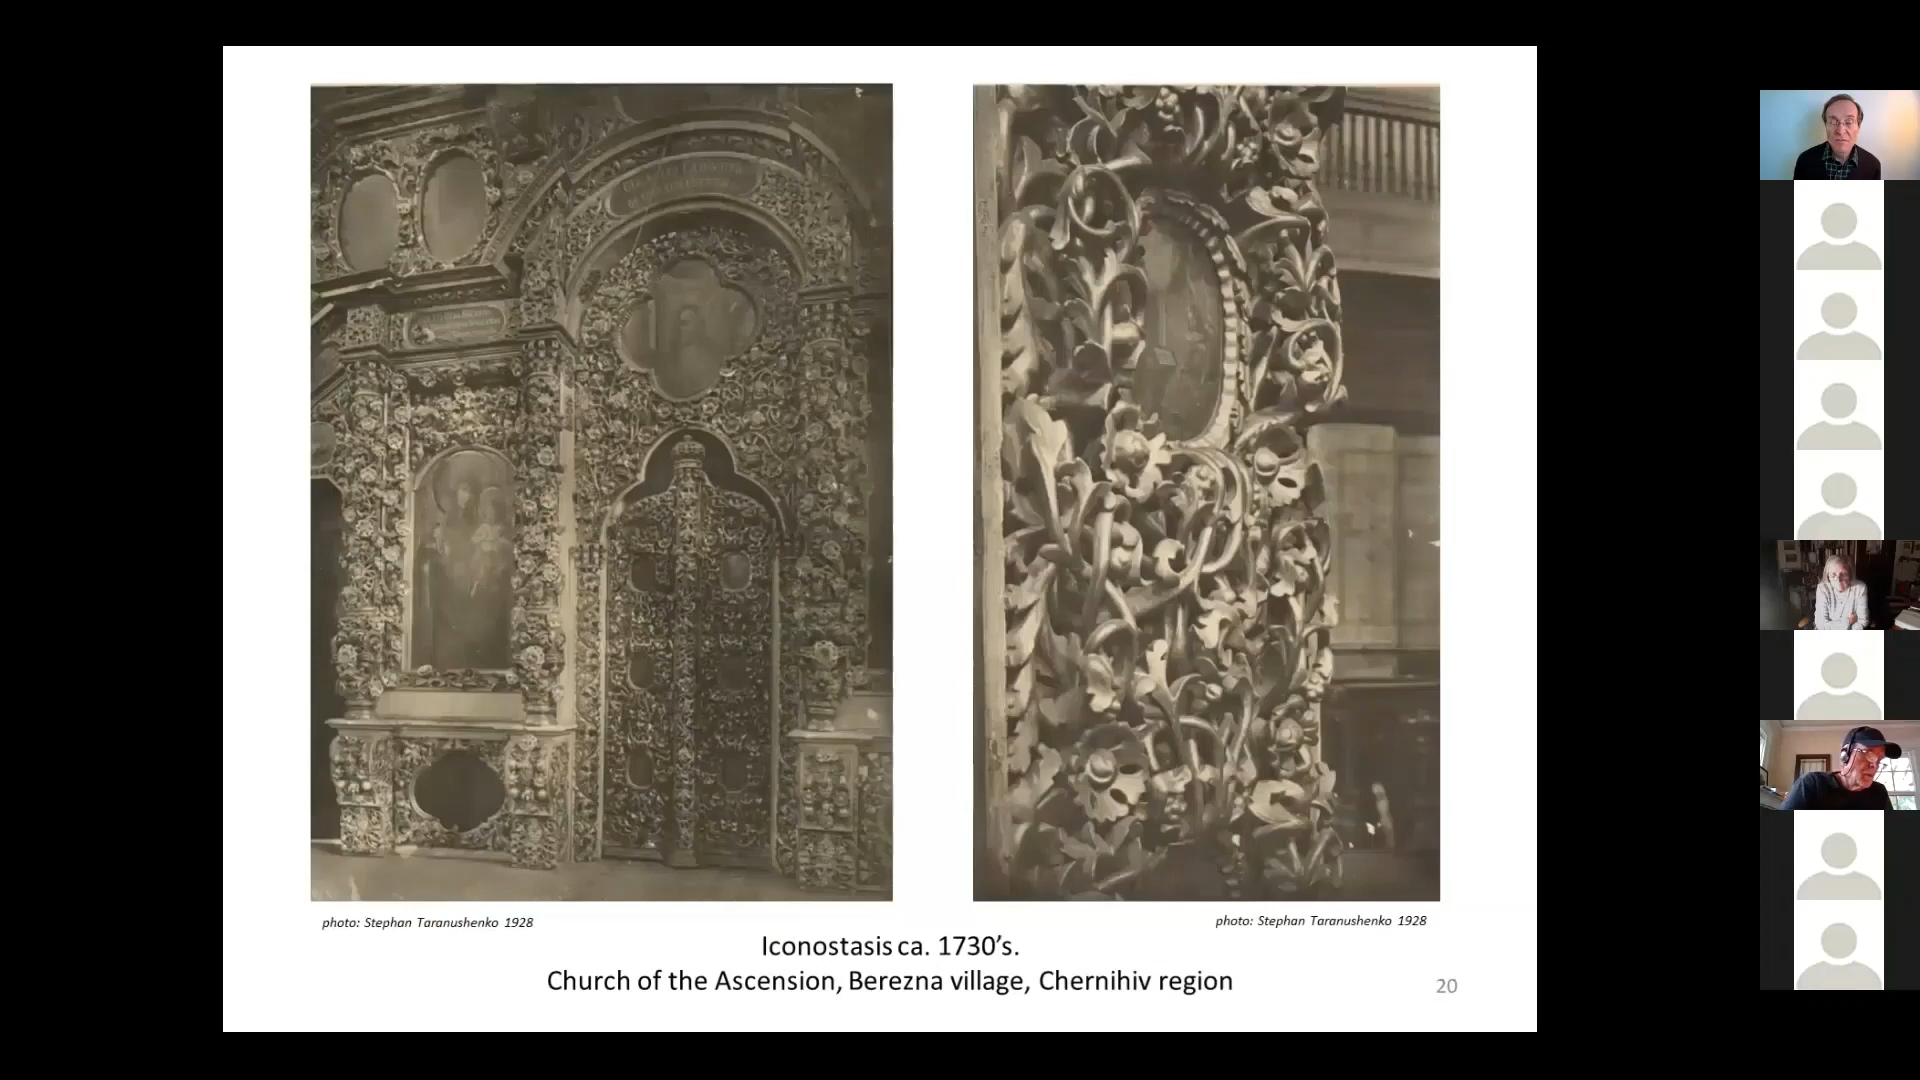 photo: Stephan Taranushenko 1928
photo: Stephan Taranushenko 1928
Iconostasis ca. 1730’s.
Church of the Ascension, Berezna village, Chernihiv region
20